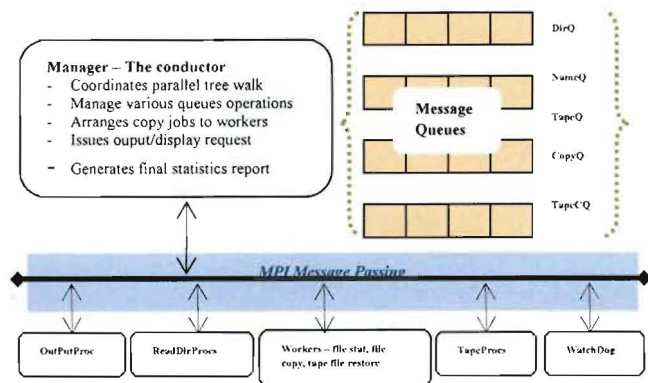 Manager – The conductor
- Coordinates parallel tree walk
- Manage various queues operations
- Arranges copy jobs to workers
- Issues ouput/display request
- Generates final statistics report
DirQ
NameQ
Message
Queues
TapeQ
CopyQ
TapeCQ
MPI Message Passing
OutPutProc
ReadDirProcs
Workers – file stat, file
copy, tape file restore
TapeProcs
WatchDog